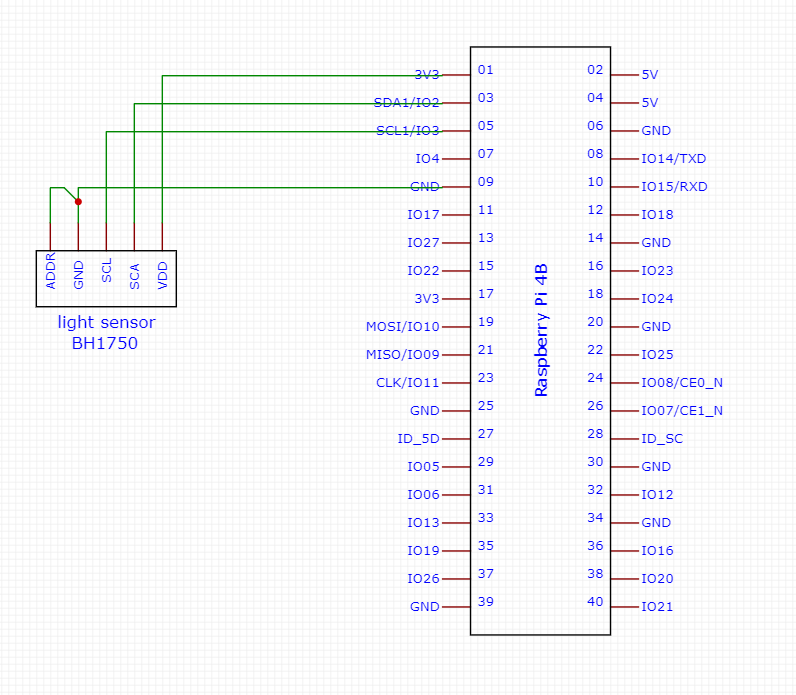 3V3 01 02 5V
SDA1/IO2 03 04 5V
SCL1/IO3 05 06 GND
IO4 07 08 IO14/TXD
GND 09 10 IO15/RXD
IO17 11 12 IO18
IO27 13 14 GND
IO22 15 16 IO23
3V3 17 18 IO24
MOSI/IO10 19 20 GND
MISO/IO09 21 22 IO25
CLK/IO11 23 24 IO08/CE0_N
GND 25 26 IO07/CE1_N
ID_5D 27 28 ID_SC
IO05 29 30 GND
IO06 31 32 IO12
IO13 33 34 GND
IO19 35 36 IO16
IO26 37 38 IO20
GND 39 40 IO21
Raspberry Pi 4B
ADDR
GND
SCL
SCA
VDD
light sensor
BH1750